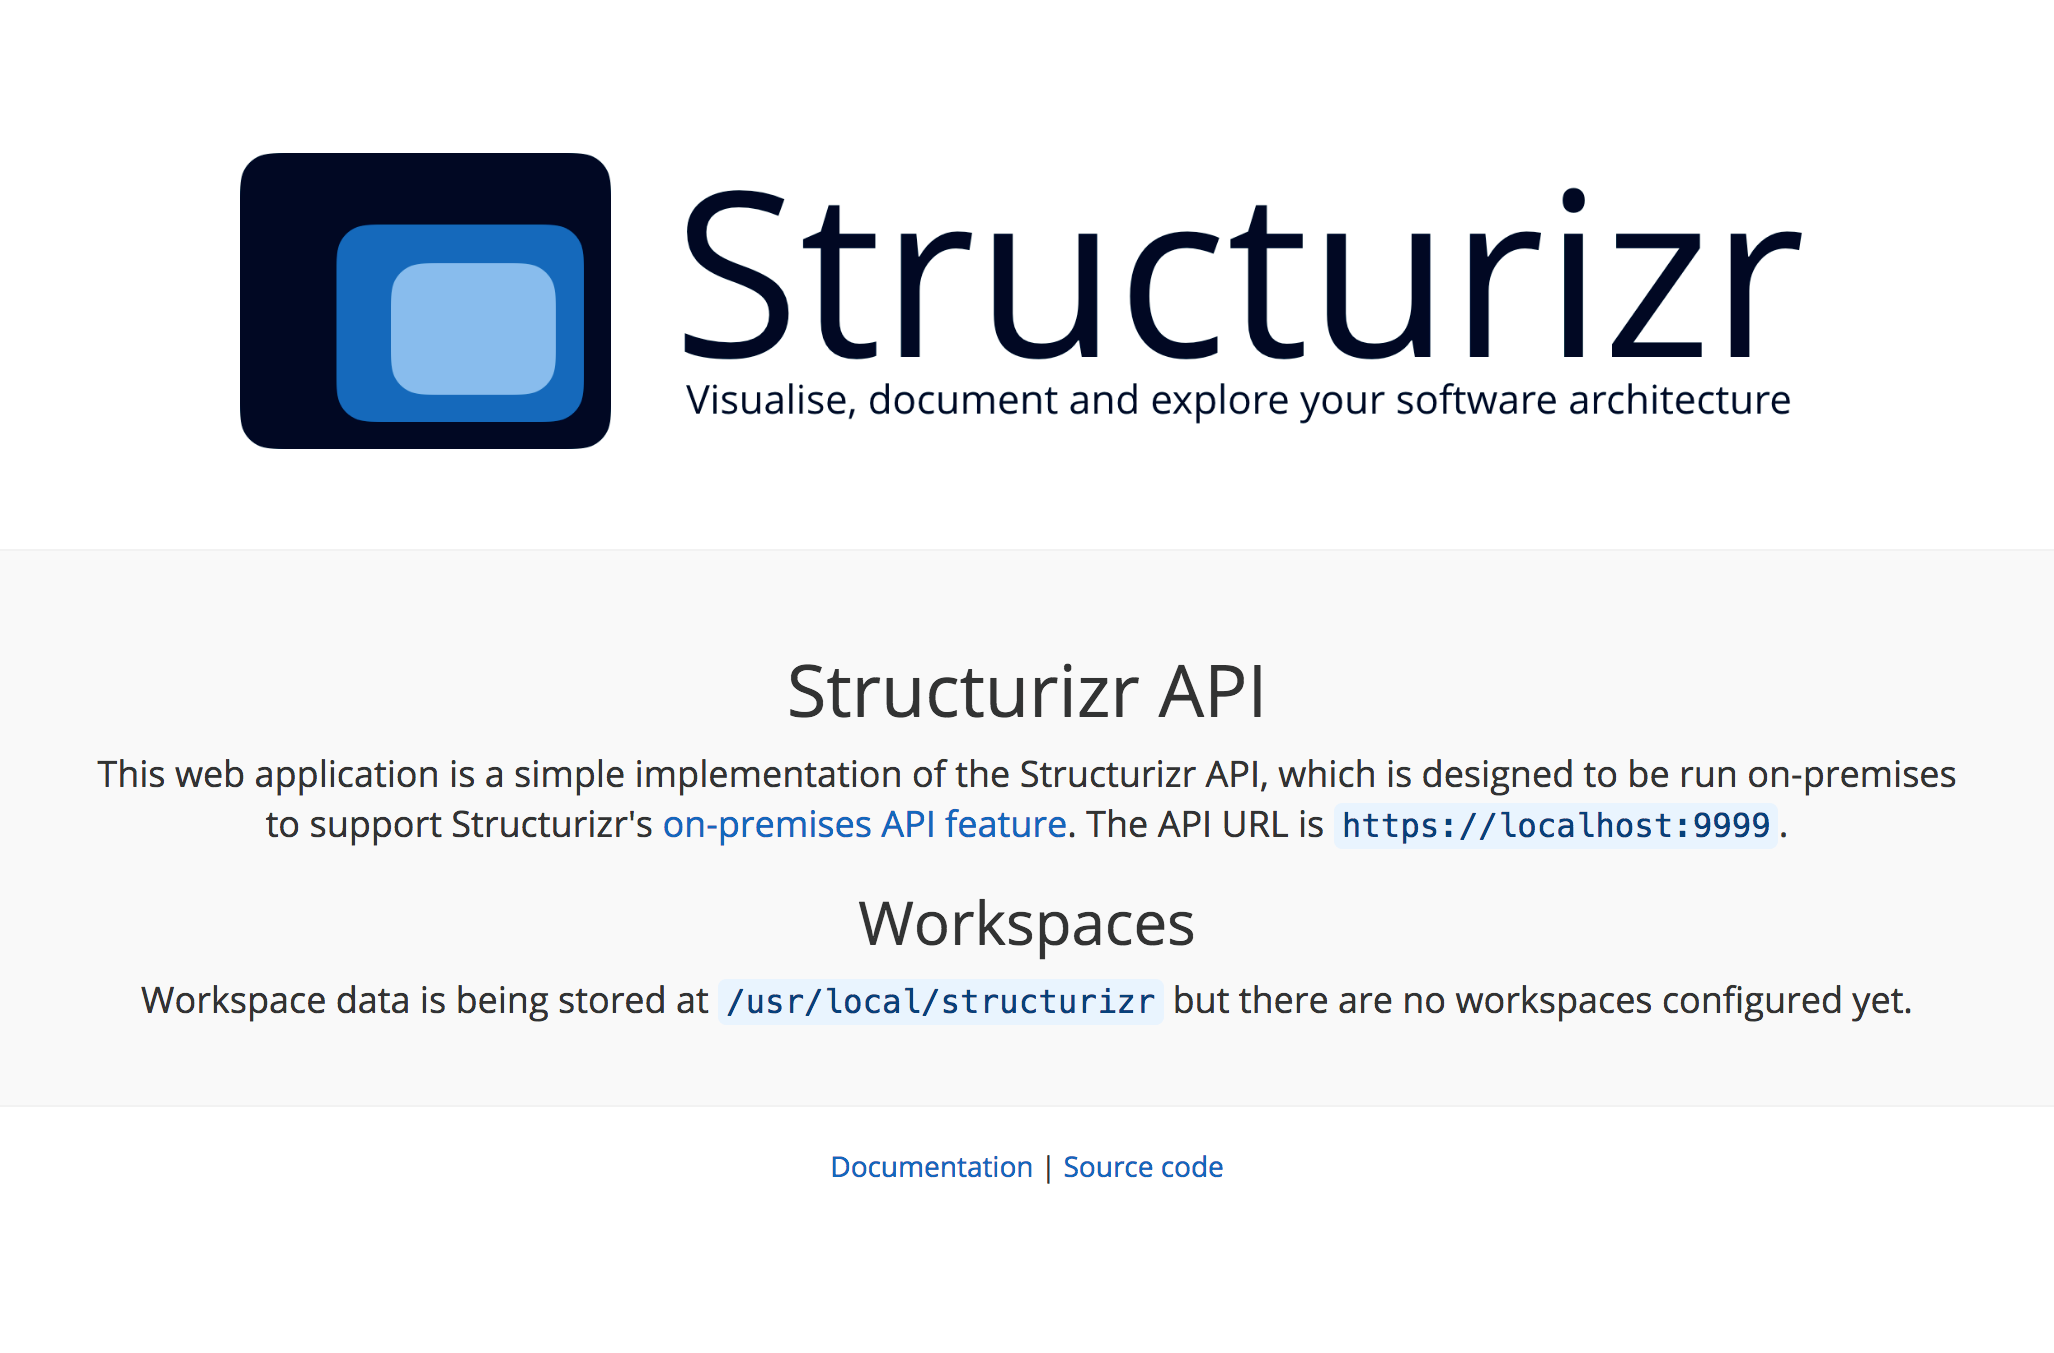 Structurizr
Visualise, document and explore your software architecture
Structurizr API
This web application is a simple implementation of the Structurizr API, which is designed to be run on-premises
to support Structurizr's on-premises API feature. The API URL is https://localhost:9999.
Workspaces
Workspace data is being stored at /usr/local/structurizr but there are no workspaces configured yet.
Documentation | Source code